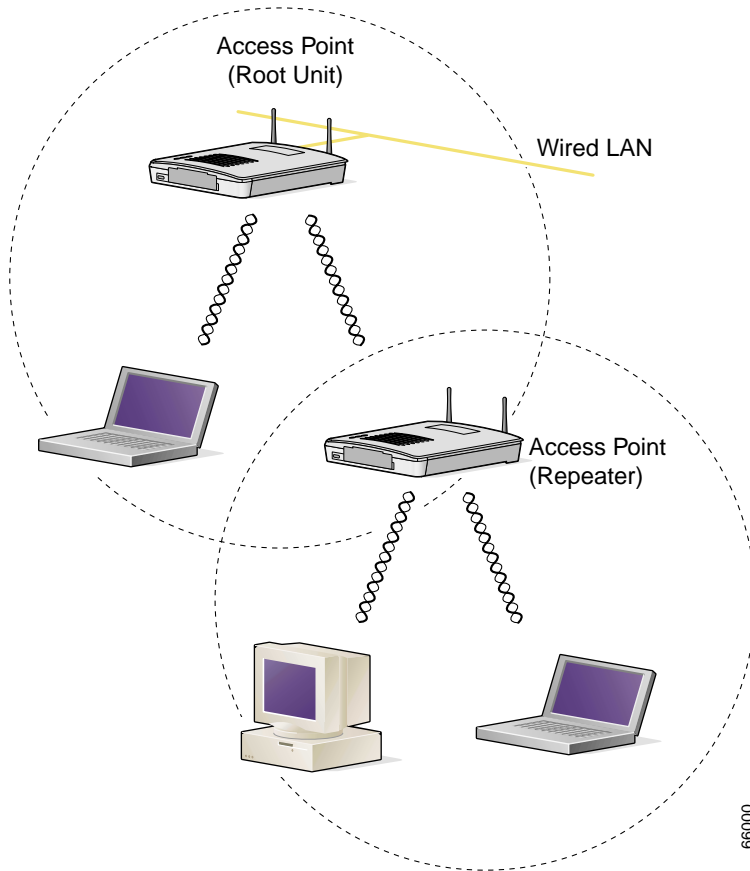 Access Point
(Root Unit)
Wired LAN
Access Point
(Repeater)
66000